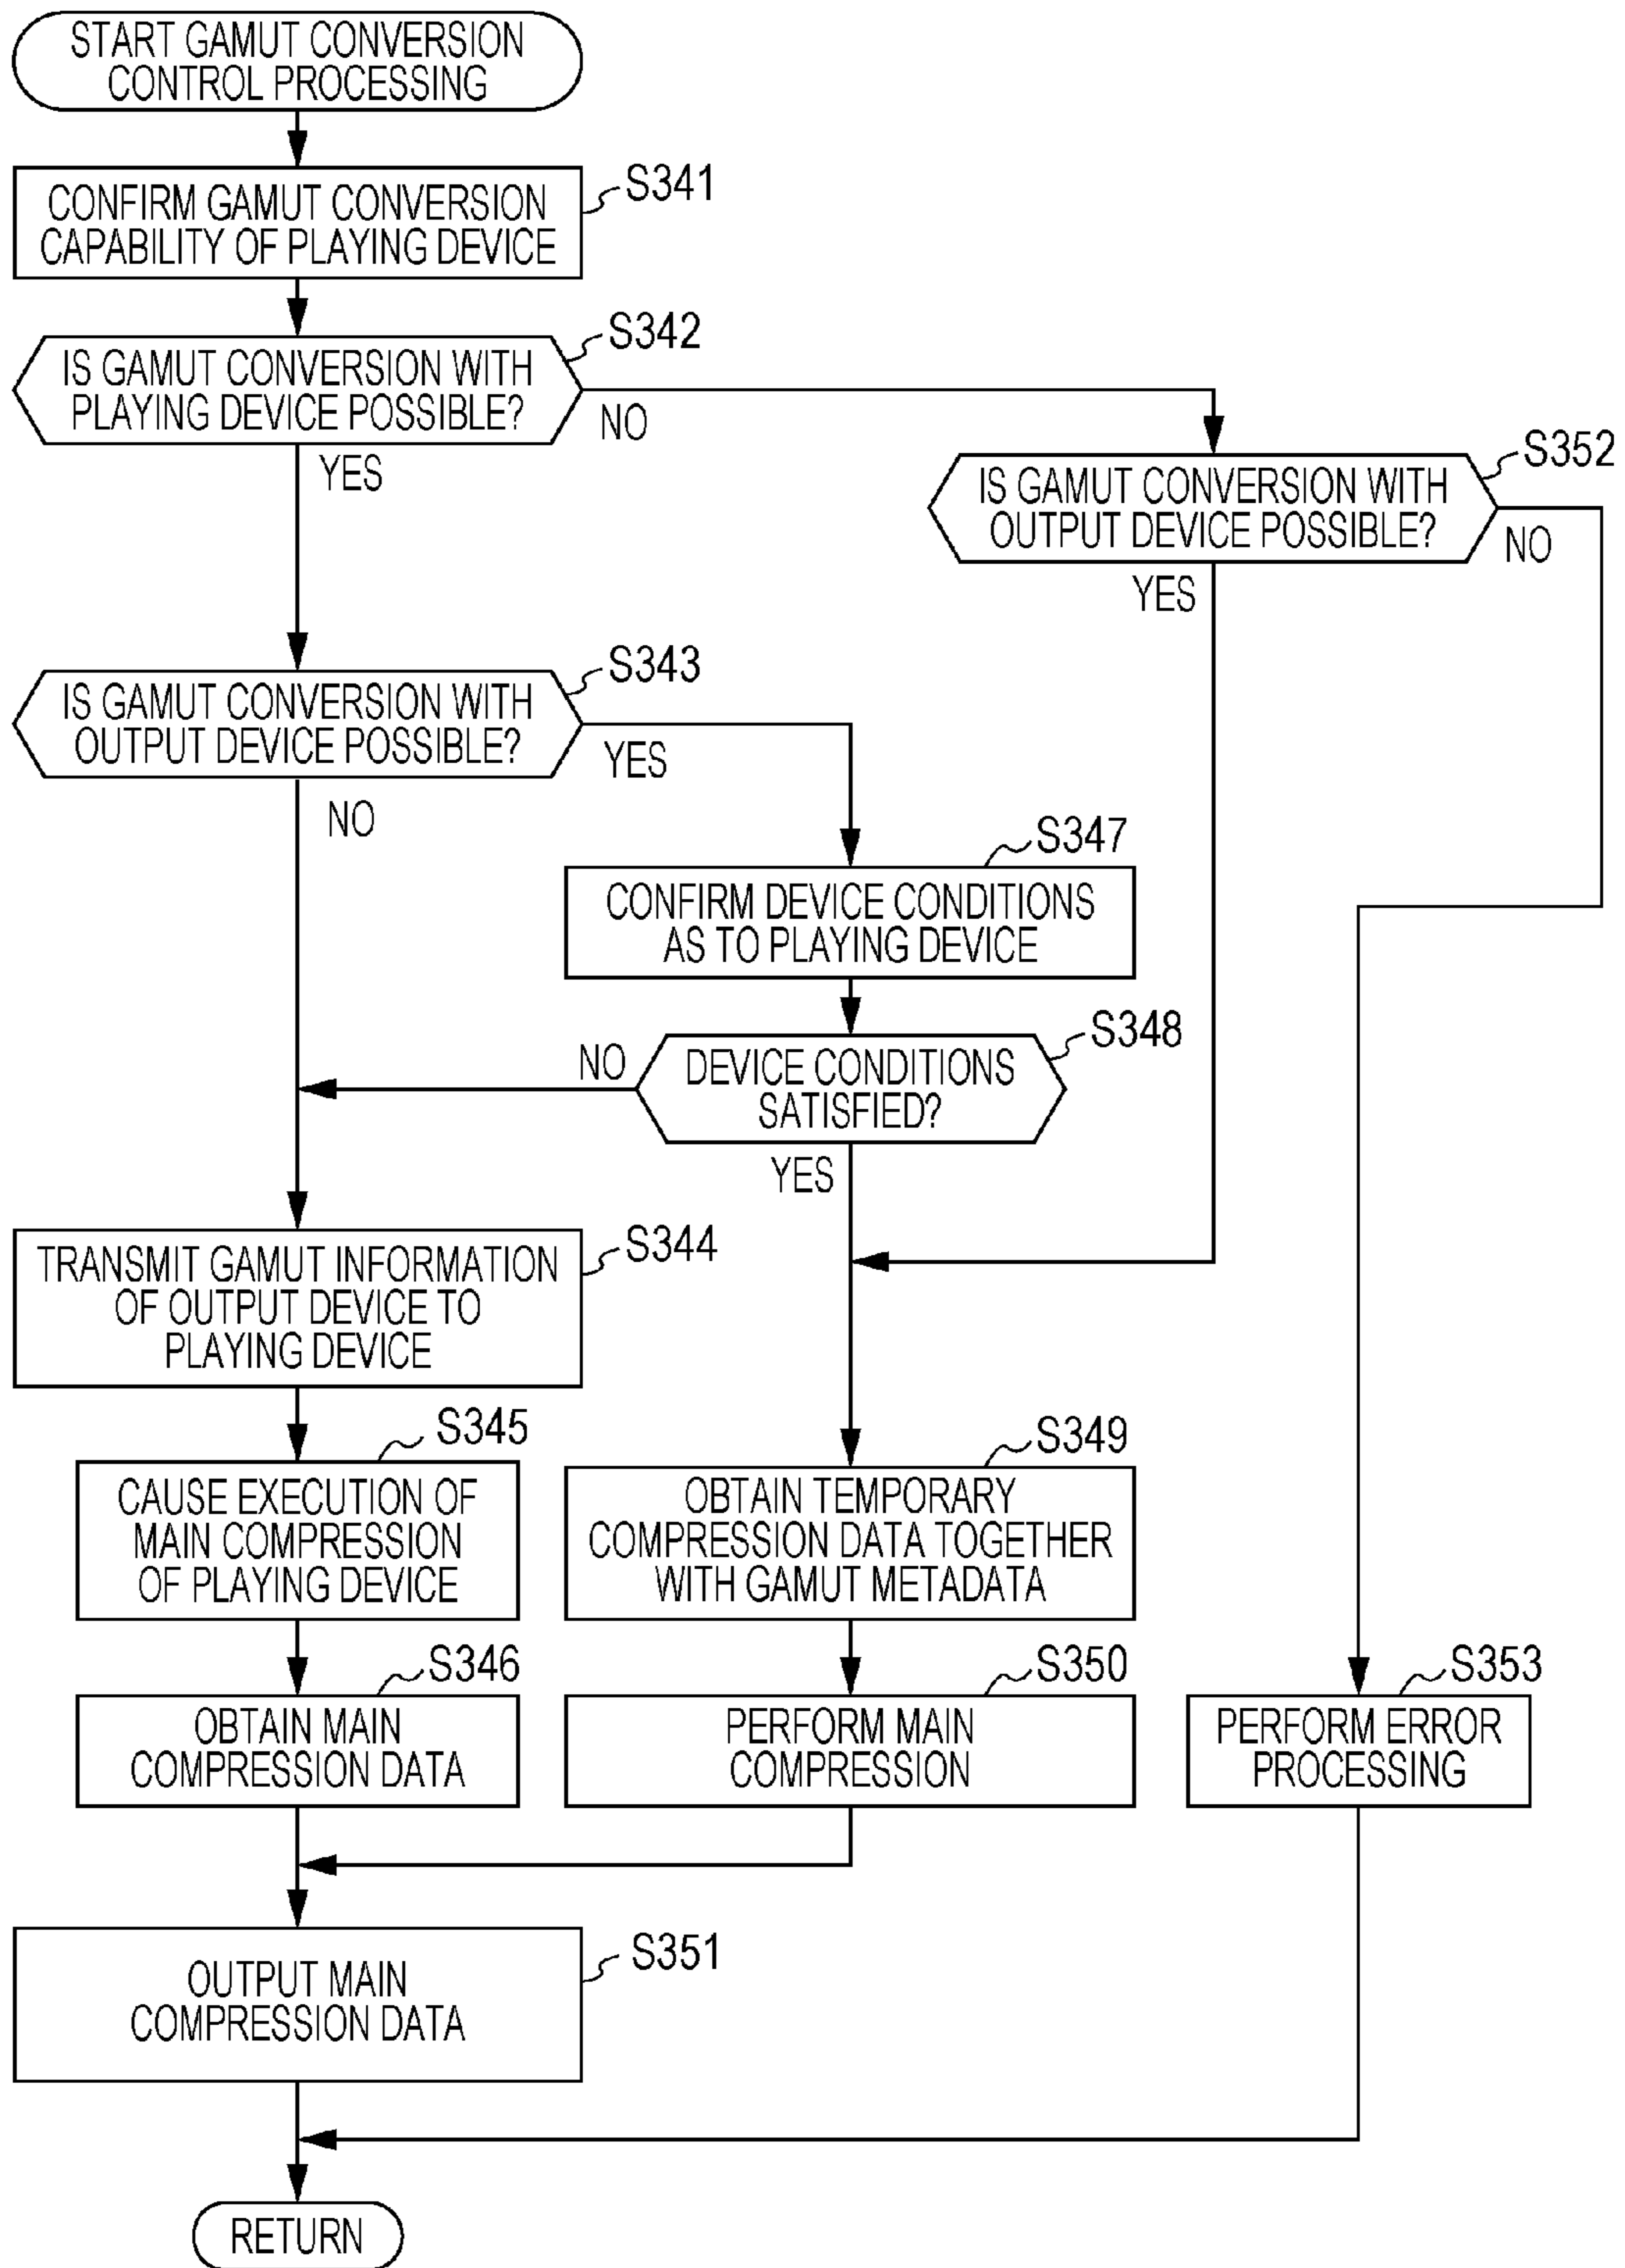 START GAMUT CONVERSION
CONTROL PROCESSING
S341
CONFIRM GAMUT CONVERSION
CAPABILITY OF PLAYING DEVICE
S342
IS GAMUT CONVERSION WITH
PLAYING DEVICE POSSIBLE?
NO
YES
S352
IS GAMUT CONVERSION WITH
OUTPUT DEVICE POSSIBLE?
NO
YES
S343
IS GAMUT CONVERSION WITH
OUTPUT DEVICE POSSIBLE?
YES
NO
S347
CONFIRM DEVICE CONDITIONS
AS TO PLAYING DEVICE
S348
NO
DEVICE CONDITIONS
SATISFIED?
YES
S344
TRANSMIT GAMUT INFORMATION
OF OUTPUT DEVICE TO
PLAYING DEVICE
S345
CAUSE EXECUTION OF
MAIN COMPRESSION
OF PLAYING DEVICE
S349
OBTAIN TEMPORARY
COMPRESSION DATA TOGETHER
WITH GAMUT METADATA
S346
OBTAIN MAIN
COMPRESSION DATA
S350
PERFORM MAIN
COMPRESSION
S353
PERFORM ERROR
PROCESSING
S351
OUTPUT MAIN
COMPRESSION DATA
RETURN